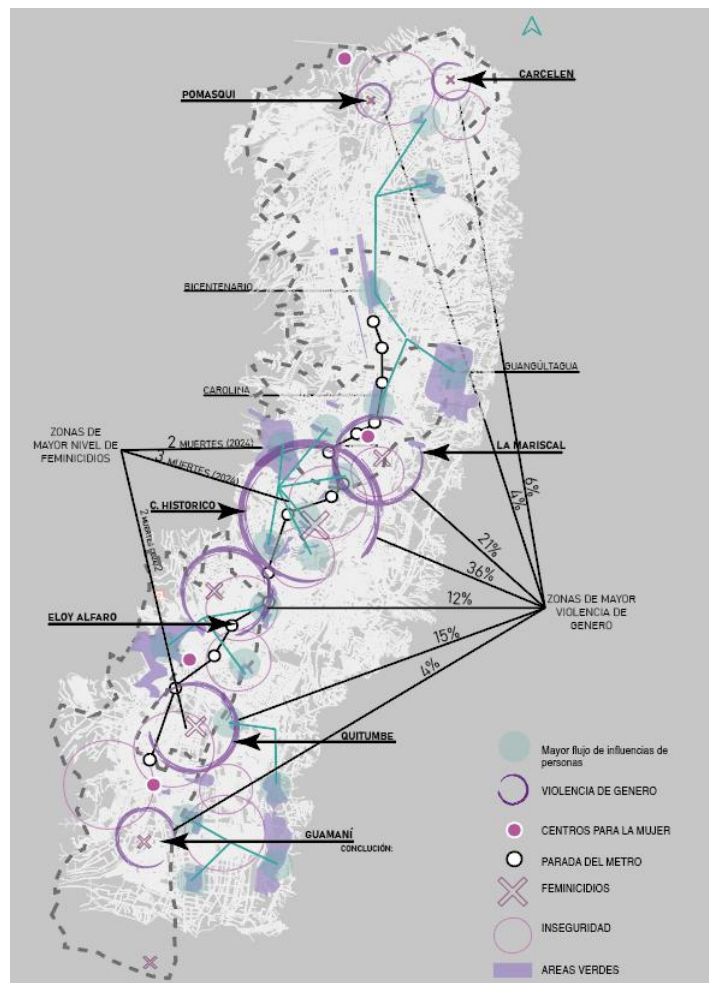 CARCELEN
POMASQUI
BICENTENARIO
GUANGÜLTAGUA
CAROLINA
ZONAS DE
MAYOR NIVEL DE
FEMINICIDIOS
2 MUERTES (2024)
3 MUERTES (2024)
2 MUERTES
LA MARISCAL
C. HISTORICO
6%
4%
21%
36%
12%
15%
4%
ZONAS DE MAYOR
VIOLENCIA DE
GENERO
ELOY ALFARO
QUITUMBE
GUAMANÍ
CONCLUCIÓN:
Mayor flujo de influencias de
personas
VIOLENCIA DE GENERO
CENTROS PARA LA MUJER
PARADA DEL METRO
FEMINICIDIOS
INSEGURIDAD
AREAS VERDES